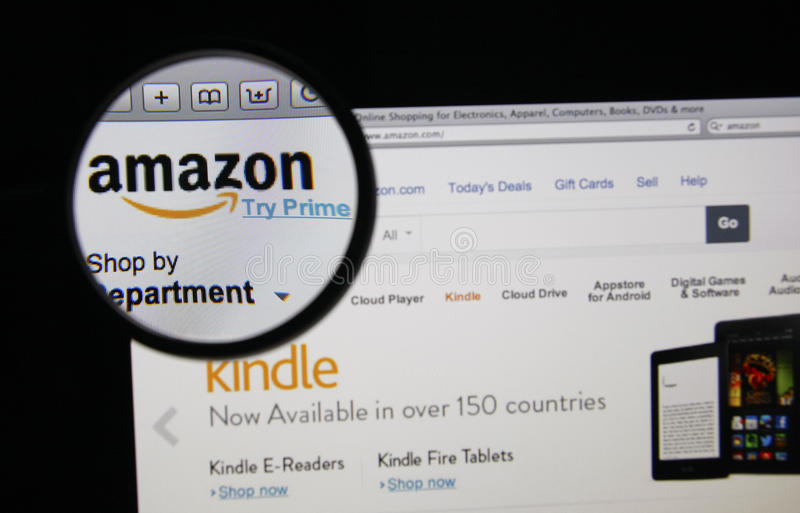 Online Shopping for Electronics, Apparel, Computers, Books, DVDs & more
www.amazon.com/
amazon
amazon
Try Prime
Shop by
Department
Today's Deals
Gift Cards
Sell
Help
All
Go
Cloud Player
Kindle
Cloud Drive
Appstore
for Android
Digital Games
& Software
dreamstime
kindle
Now Available in over 150 countries
Kindle E-Readers
Kindle Fire Tablets
Shop now
Shop now